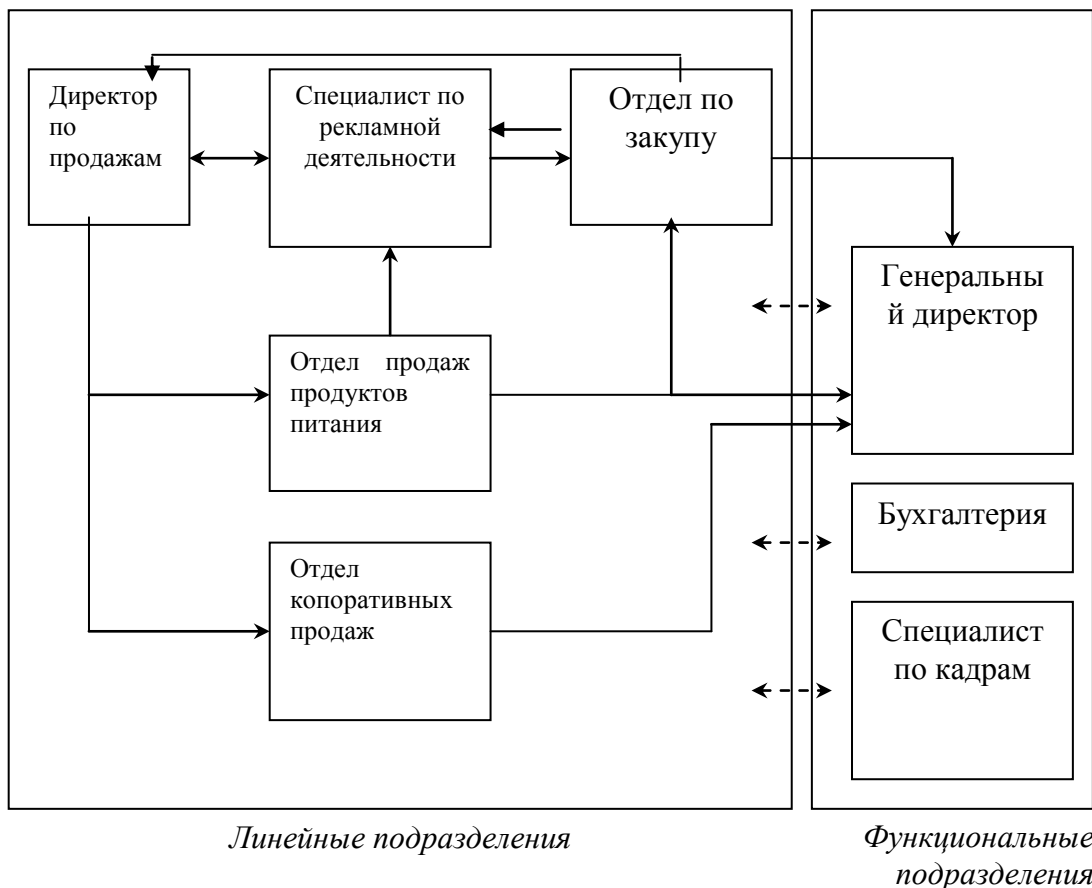 Директор
по
продажам
Специалист по
рекламной
деятельности
Отдел по
закупу
Генеральны
й директор
Отдел продаж
продуктов
питания
Бухгалтерия
Отдел
копоративных
продаж
Специалист
по кадрам
Линейные подразделения
Функциональные
подразделения